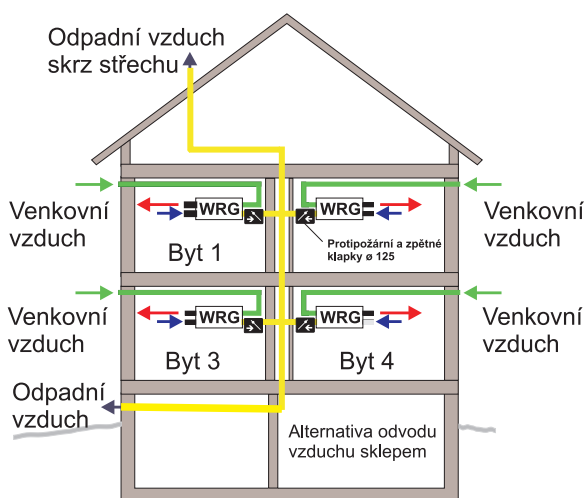 Odpadní vzduch
skrz střechu
Venkovní
vzduch
WRG
WRG
Venkovní
vzduch
Protipožární a zpětné
klapky ø 125
Byt 1
Venkovní
vzduch
WRG
WRG
Venkovní
vzduch
Byt 3
Byt 4
Odpadní
vzduch
Alternativa odvodu
vzduchu sklepem